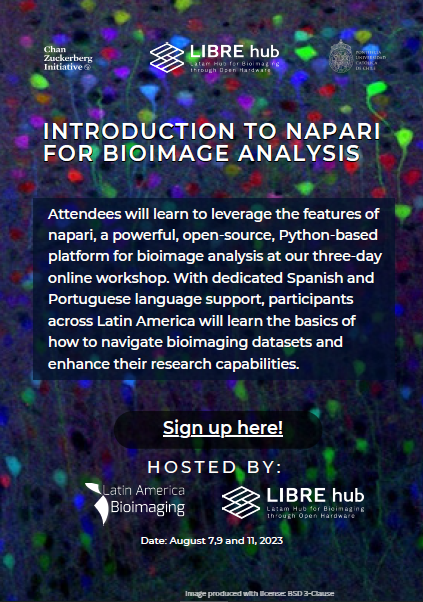 Chan
Zuckerberg
Initiative
LIBRE hub
Latam Hub for Bioimaging
through Open Hardware
PONTIFICIA
UNIVERSIDAD
CATÓLICA
DE CHILE
INTRODUCTION TO NAPARI
FOR BIOIMAGE ANALYSIS
Attendees will learn to leverage the features of
napari, a powerful, open-source, Python-based
platform for bioimage analysis at our three-day
online workshop. With dedicated Spanish and
Portuguese language support, participants
across Latin America will learn the basics of
how to navigate bioimaging datasets and
enhance their research capabilities.
Sign up here!
HOSTED BY:
Latin America
Bioimaging
LIBRE hub
Latam Hub for Bioimaging
through Open Hardware
Date: August 7,9 and 11, 2023
Image produced with license: BSD 3-Clause